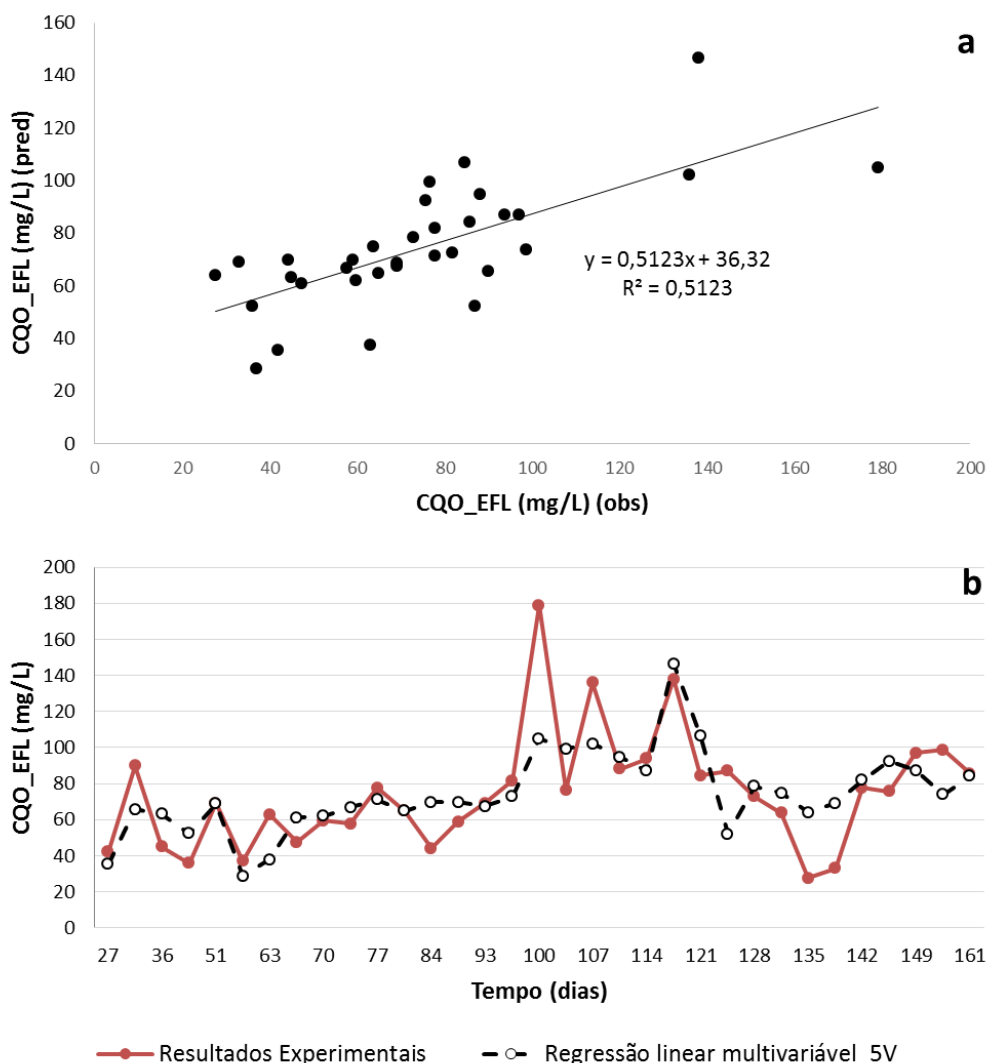 160
a
140
120
100
80
60
40
20
0
CQO_EFL (mg/L) (pred)
y = 0,5123x + 36,32
R² = 0,5123
0 20 40 60 80 100 120 140 160 180 200
CQO_EFL (mg/L) (obs)
200
b
180
160
140
120
100
80
60
40
20
0
CQO_EFL (mg/L)
27 36 51 63 70 77 84 93 100 107 114 121 128 135 142 149 161
Tempo (dias)
Resultados Experimentais Regressão linear multivariável_5V